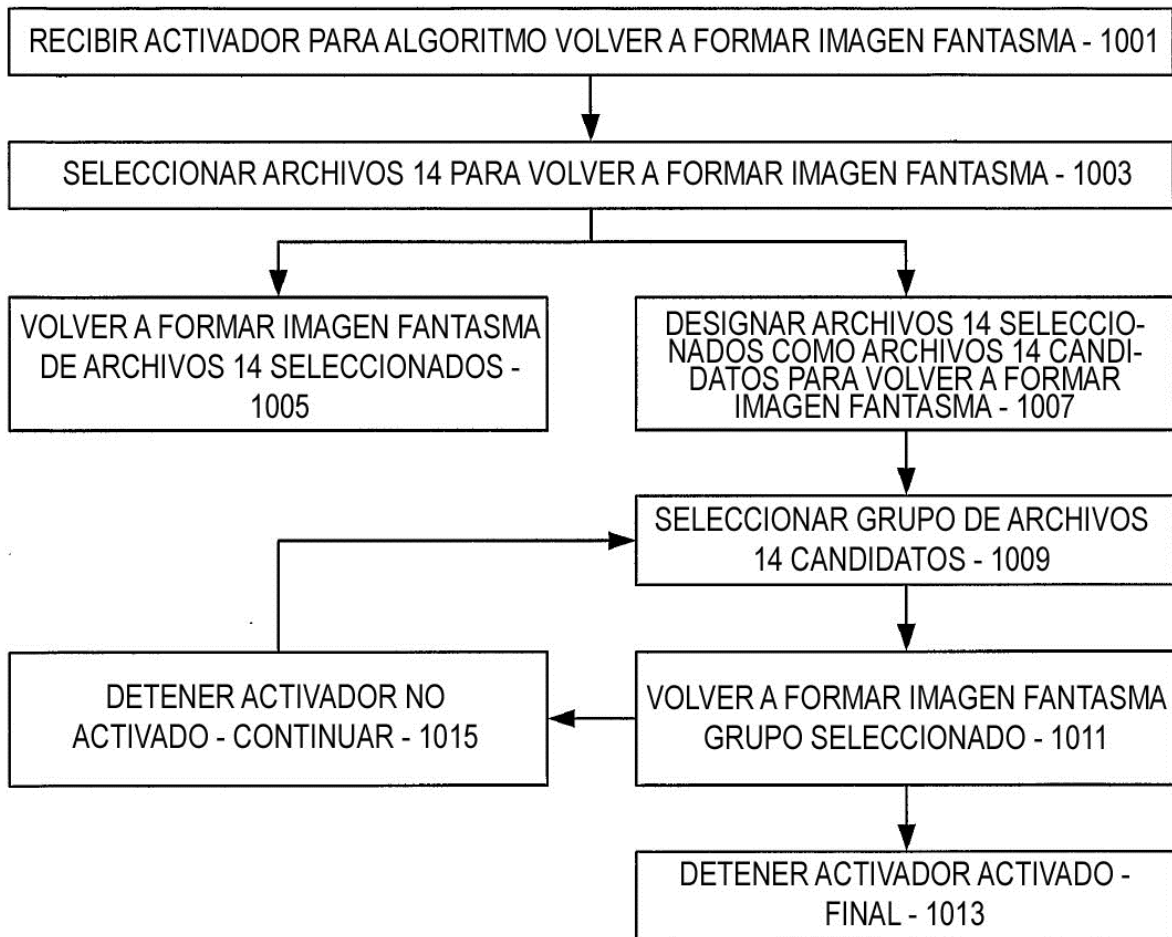 RECIBIR ACTIVADOR PARA ALGORITMO VOLVER A FORMAR IMAGEN FANTASMA - 1001
SELECCIONAR ARCHIVOS 14 PARA VOLVER A FORMAR IMAGEN FANTASMA - 1003
VOLVER A FORMAR IMAGEN FANTASMA
DE ARCHIVOS 14 SELECCIONADOS -
1005
DESIGNAR ARCHIVOS 14 SELECCIO-
NADOS COMO ARCHIVOS 14 CANDI-
DATOS PARA VOLVER A FORMAR
IMAGEN FANTASMA - 1007
SELECCIONAR GRUPO DE ARCHIVOS
14 CANDIDATOS - 1009
DETENER ACTIVADOR NO
ACTIVADO - CONTINUAR - 1015
VOLVER A FORMAR IMAGEN FANTASMA
GRUPO SELECCIONADO - 1011
DETENER ACTIVADOR ACTIVADO -
FINAL - 1013